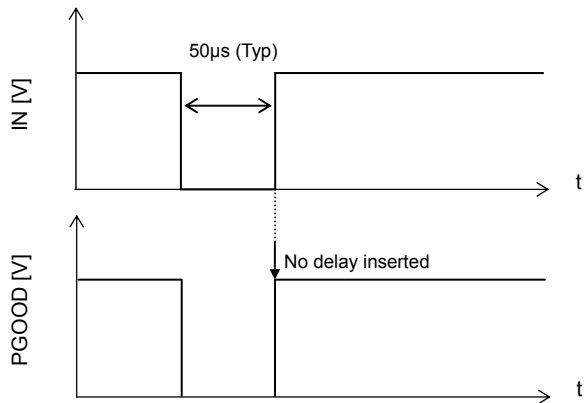 50µs (Typ)
IN [V]
t
No delay inserted
PGOOD [V]
t